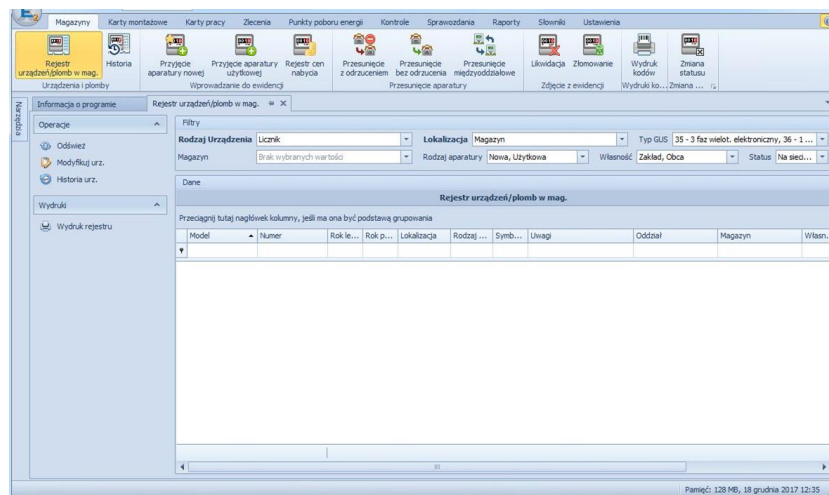 Magazyny Karty montażowe Karty pracy Zlecenia Punkty poboru energii Kontrole Sprawozdania Raporty Słowniki Ustawienia
Rejestr urządzeń/plomb w mag.
Historia
Przyjęcie aparatury nowej
Przyjęcie aparatury użytkowej
Rejestr cen nabycia
Przesunięcie z odrzuceniem
Przesunięcie bez odrzucenia
Przesunięcie międzyoddziałowe
Likwidacja
Złomowanie
Wydruk kodów
Zmiana statusu
Urządzenia i plomby Wprowadzanie do ewidencji Przesunięcie aparatury Zdjęcie z ewidencji Wydruki ko... Zmiana ...
Narzędzia
Informacja o programie Rejestr urządzeń/plomb w mag.
Operacje
Odśwież
Modyfikuj urz.
Historia urz.
Wydruki
Wydruk rejestru
Filtry
Rodzaj Urządzenia Licznik Lokalizacja Magazyn Typ GUS 35 - 3 faz wielot. elektroniczny, 36 - 1 ...
Magazyn Brak wybranych wartości Rodzaj aparatury Nowa, Użytkowa Własność Zakład, Obca Status Na sieci...
Dane
Rejestr urządzeń/plomb w mag.
Przeciągnij tutaj nagłówek kolumny, jeśli ma ona być podstawą grupowania
Model Numer Rok le... Rok p... Lokalizacja Rodzaj ... Symb... Uwagi Oddział Magazyn Własn.
Pamięć: 128 MB, 18 grudnia 2017 12:35